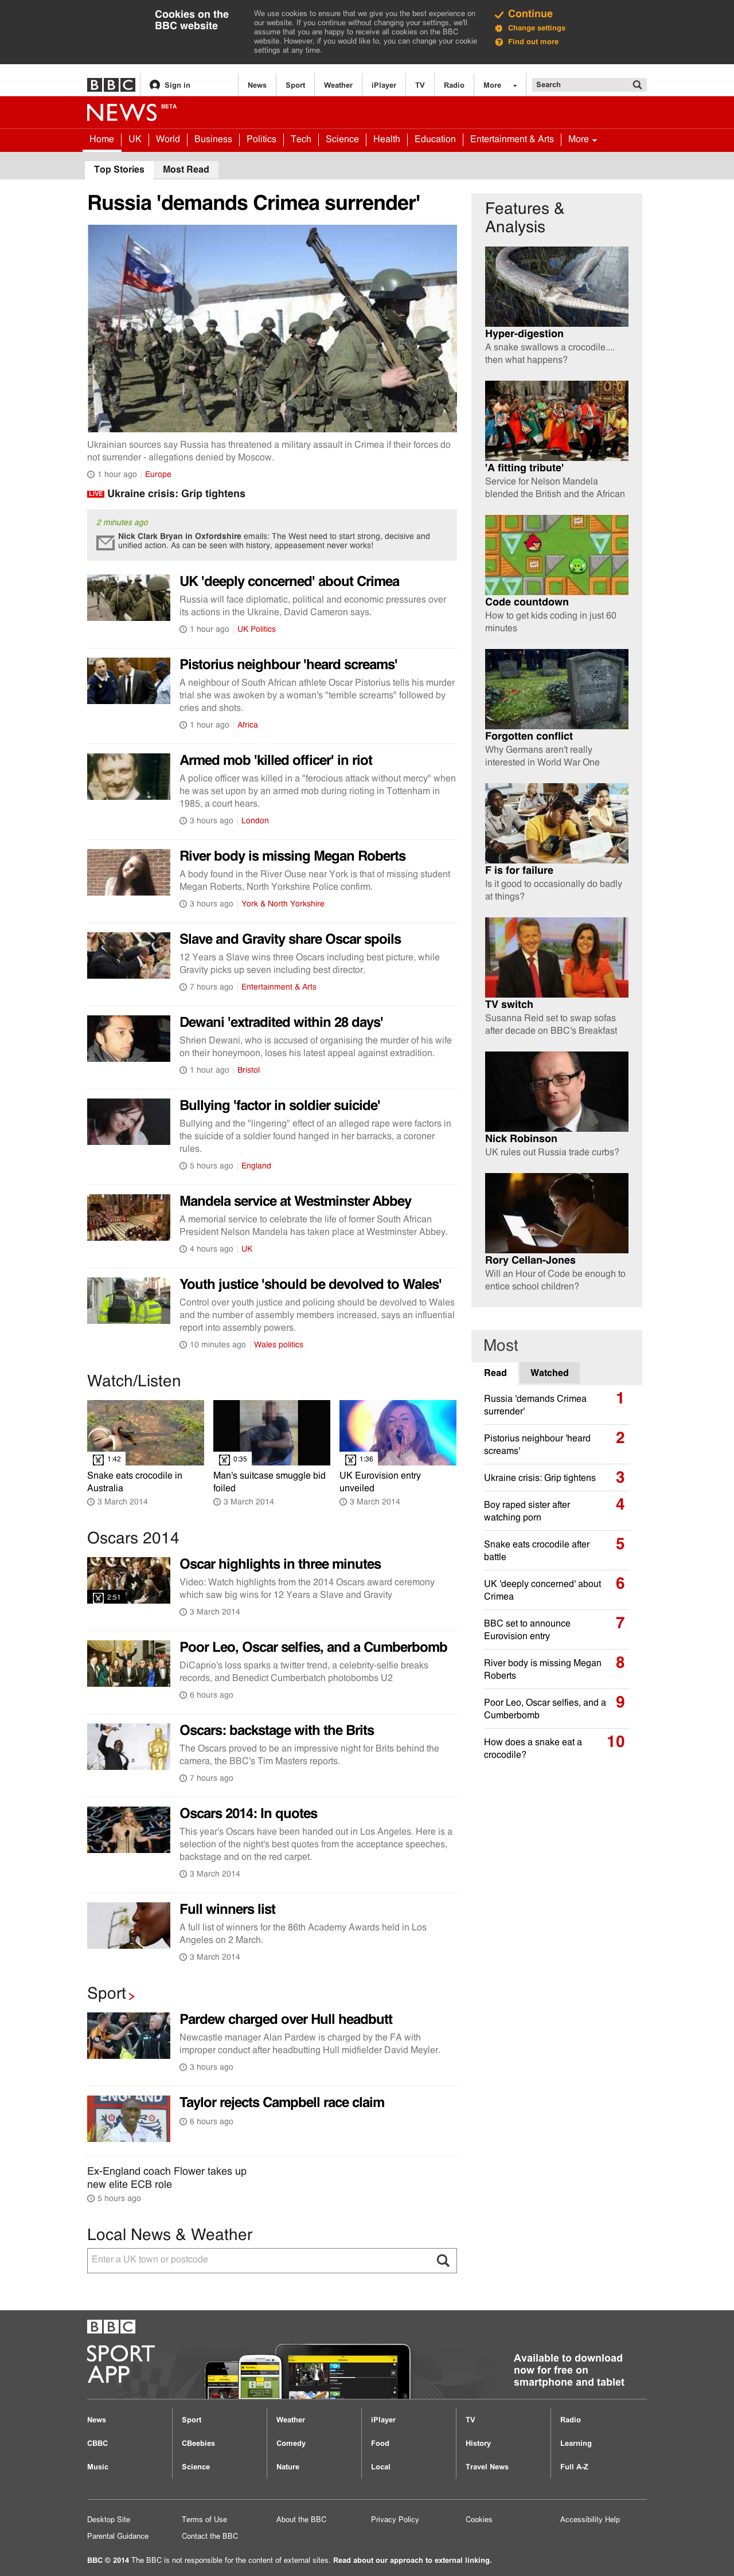 Cookies on the
BBC website
We use cookies to ensure that we give you the best experience on
our website. If you continue without changing your settings, we'll
assume that you are happy to receive all cookies on the BBC
website. However, if you would like to, you can change your cookie
settings at any time.
Continue
Change settings
Find out more
BBC
Sign in
News
Sport
Weather
iPlayer
TV
Radio
More
Search
NEWS BETA
Home
UK
World
Business
Politics
Tech
Science
Health
Education
Entertainment & Arts
More
Top Stories
Most Read
Russia 'demands Crimea surrender'
Ukrainian sources say Russia has threatened a military assault in Crimea if their forces do
not surrender - allegations denied by Moscow.
1 hour ago
Europe
LIVE Ukraine crisis: Grip tightens
2 minutes ago
Nick Clark Bryan in Oxfordshire emails: The West need to start strong, decisive and
unified action. As can be seen with history, appeasement never works!
UK 'deeply concerned' about Crimea
Russia will face diplomatic, political and economic pressures over
its actions in the Ukraine, David Cameron says.
1 hour ago
UK Politics
Pistorius neighbour 'heard screams'
A neighbour of South African athlete Oscar Pistorius tells his murder
trial she was awoken by a woman's "terrible screams" followed by
cries and shots.
1 hour ago
Africa
Armed mob 'killed officer' in riot
A police officer was killed in a "ferocious attack without mercy" when
he was set upon by an armed mob during rioting in Tottenham in
1985, a court hears.
3 hours ago
London
River body is missing Megan Roberts
A body found in the River Ouse near York is that of missing student
Megan Roberts, North Yorkshire Police confirm.
3 hours ago
York & North Yorkshire
Slave and Gravity share Oscar spoils
12 Years a Slave wins three Oscars including best picture, while
Gravity picks up seven including best director.
7 hours ago
Entertainment & Arts
Dewani 'extradited within 28 days'
Shrien Dewani, who is accused of organising the murder of his wife
on their honeymoon, loses his latest appeal against extradition.
1 hour ago
Bristol
Bullying 'factor in soldier suicide'
Bullying and the "lingering" effect of an alleged rape were factors in
the suicide of a soldier found hanged in her barracks, a coroner
rules.
5 hours ago
England
Mandela service at Westminster Abbey
A memorial service to celebrate the life of former South African
President Nelson Mandela has taken place at Westminster Abbey.
4 hours ago
UK
Youth justice 'should be devolved to Wales'
Control over youth justice and policing should be devolved to Wales
and the number of assembly members increased, says an influential
report into assembly powers.
10 minutes ago
Wales politics
Watch/Listen
1:42
Snake eats crocodile in
Australia
3 March 2014
0:35
Man's suitcase smuggle bid
foiled
3 March 2014
1:36
UK Eurovision entry
unveiled
3 March 2014
Oscars 2014
2:51
Oscar highlights in three minutes
Video: Watch highlights from the 2014 Oscars award ceremony
which saw big wins for 12 Years a Slave and Gravity
3 March 2014
Poor Leo, Oscar selfies, and a Cumberbomb
DiCaprio's loss sparks a twitter trend, a celebrity-selfie breaks
records, and Benedict Cumberbatch photobombs U2
6 hours ago
Oscars: backstage with the Brits
The Oscars proved to be an impressive night for Brits behind the
camera, the BBC's Tim Masters reports.
7 hours ago
Oscars 2014: In quotes
This year's Oscars have been handed out in Los Angeles. Here is a
selection of the night's best quotes from the acceptance speeches,
backstage and on the red carpet.
3 March 2014
Full winners list
A full list of winners for the 86th Academy Awards held in Los
Angeles on 2 March.
3 March 2014
Sport
Pardew charged over Hull headbutt
Newcastle manager Alan Pardew is charged by the FA with
improper conduct after headbutting Hull midfielder David Meyler.
3 hours ago
ENGLAND
Taylor rejects Campbell race claim
6 hours ago
Ex-England coach Flower takes up
new elite ECB role
5 hours ago
Local News & Weather
Enter a UK town or postcode
Features &
Analysis
Hyper-digestion
A snake swallows a crocodile....
then what happens?
'A fitting tribute'
Service for Nelson Mandela
blended the British and the African
Code countdown
How to get kids coding in just 60
minutes
Forgotten conflict
Why Germans aren't really
interested in World War One
F is for failure
Is it good to occasionally do badly
at things?
TV switch
Susanna Reid set to swap sofas
after decade on BBC's Breakfast
Nick Robinson
UK rules out Russia trade curbs?
Rory Cellan-Jones
Will an Hour of Code be enough to
entice school children?
Most
Read
Watched
Russia 'demands Crimea
surrender'
1
Pistorius neighbour 'heard
screams'
2
Ukraine crisis: Grip tightens
3
Boy raped sister after
watching porn
4
Snake eats crocodile after
battle
5
UK 'deeply concerned' about
Crimea
6
BBC set to announce
Eurovision entry
7
River body is missing Megan
Roberts
8
Poor Leo, Oscar selfies, and a
Cumberbomb
9
How does a snake eat a
crocodile?
10
BBC
SPORT
APP
Available to download
now for free on
smartphone and tablet
News
Sport
Weather
iPlayer
TV
Radio
CBBC
CBeebies
Comedy
Food
History
Learning
Music
Science
Nature
Local
Travel News
Full A-Z
Desktop Site
Terms of Use
About the BBC
Privacy Policy
Cookies
Accessibility Help
Parental Guidance
Contact the BBC
BBC © 2014 The BBC is not responsible for the content of external sites. Read about our approach to external linking.